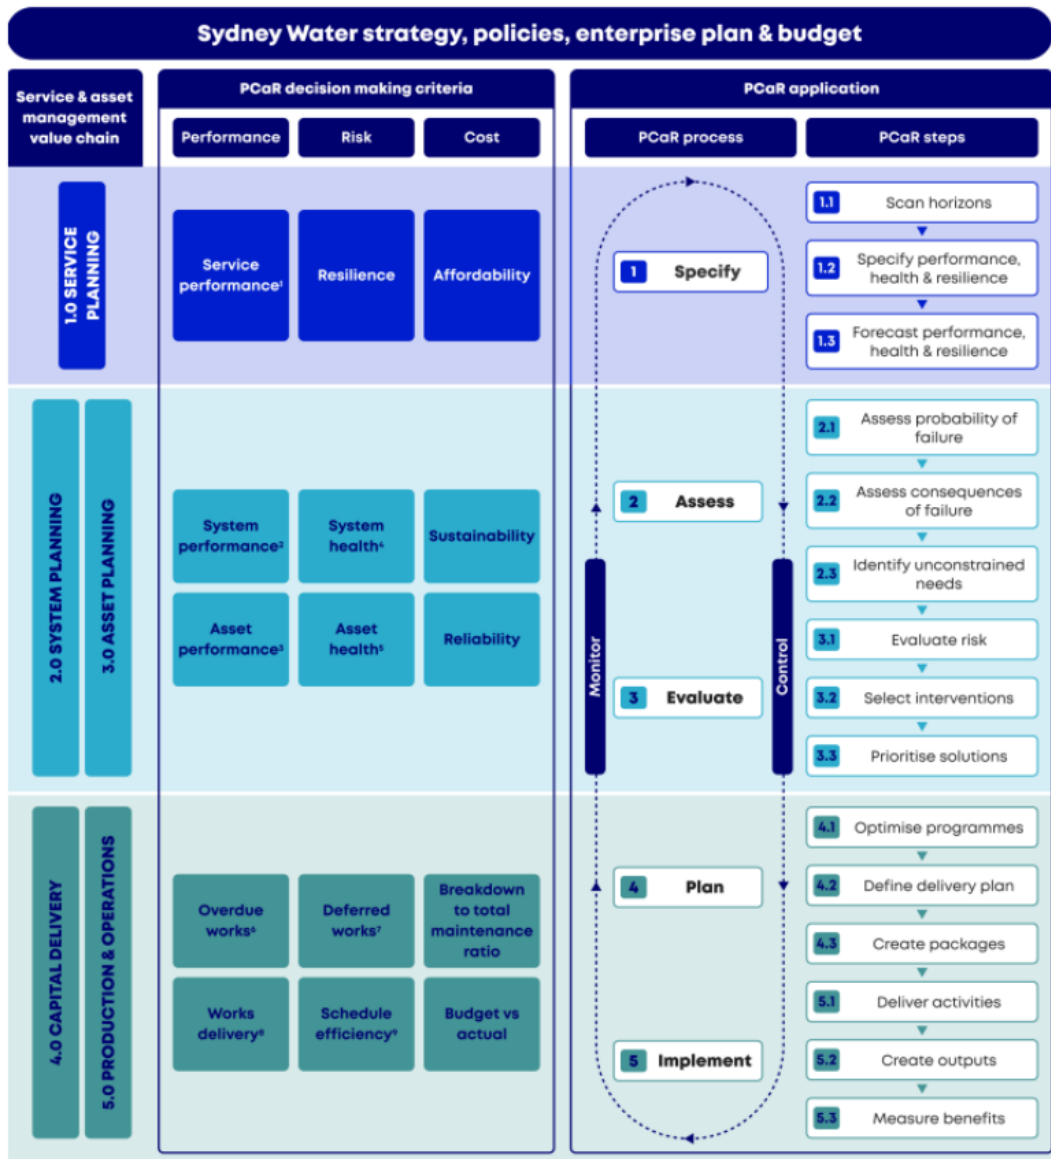 Sydney Water strategy, policies, enterprise plan & budget
Service & asset
management
value chain
PCaR decision making criteria
Performance
Risk
Cost
PCaR application
PCaR process
PCaR steps
1.0 SERVICE
PLANNING
Service
performance¹
Resilience
Affordability
1 Specify
1.1 Scan horizons
1.2 Specify performance,
health & resilience
1.3 Forecast performance,
health & resilience
2.0 SYSTEM PLANNING
3.0 ASSET PLANNING
System
performance²
System
health⁴
Sustainability
Asset
performance³
Asset
health⁵
Reliability
2 Assess
3 Evaluate
Monitor
Control
2.1 Assess probability of
failure
2.2 Assess consequences
of failure
2.3 Identify unconstrained
needs
3.1 Evaluate risk
3.2 Select interventions
3.3 Prioritise solutions
4.0 CAPITAL DELIVERY
5.0 PRODUCTION & OPERATIONS
Overdue
works⁶
Deferred
works⁷
Breakdown
to total
maintenance
ratio
Works
delivery⁸
Schedule
efficiency⁹
Budget vs
actual
4 Plan
5 Implement
4.1 Optimise programmes
4.2 Define delivery plan
4.3 Create packages
5.1 Deliver activities
5.2 Create outputs
5.3 Measure benefits